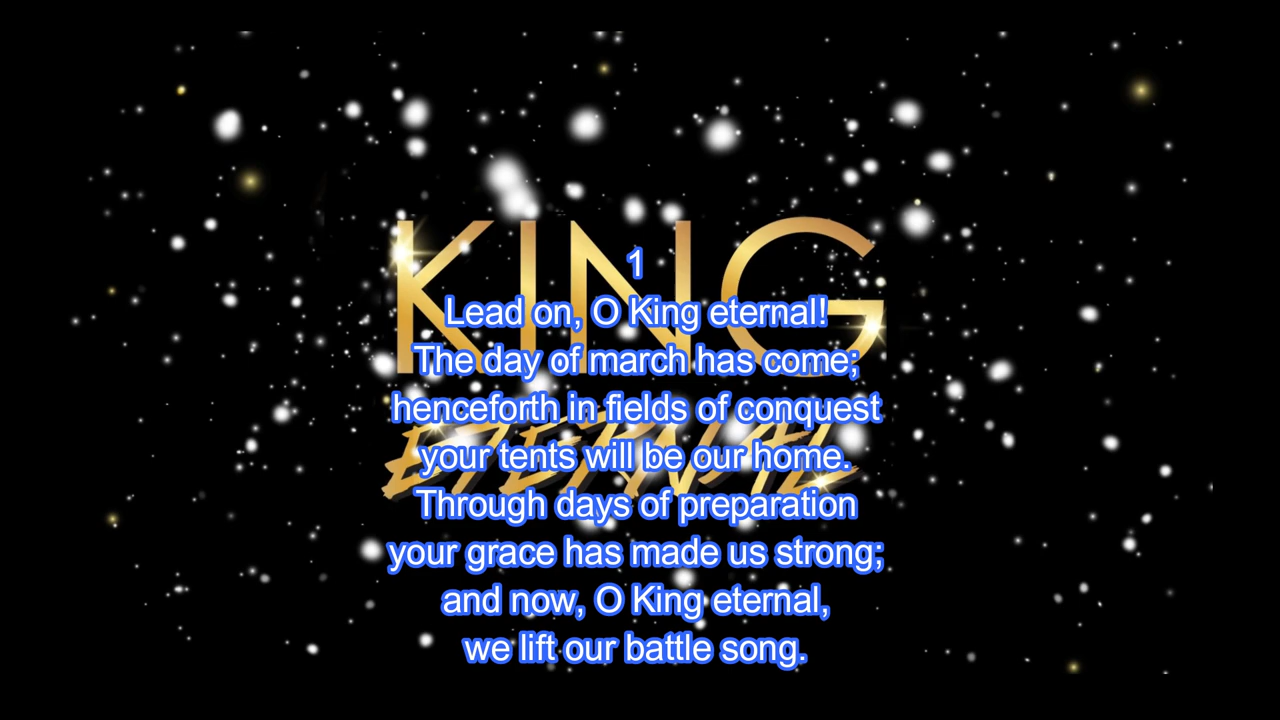 KING
ETERNAL
1
Lead on, O King eternal!
The day of march has come;
henceforth in fields of conquest
your tents will be our home.
Through days of preparation
your grace has made us strong;
and now, O King eternal,
we lift our battle song.